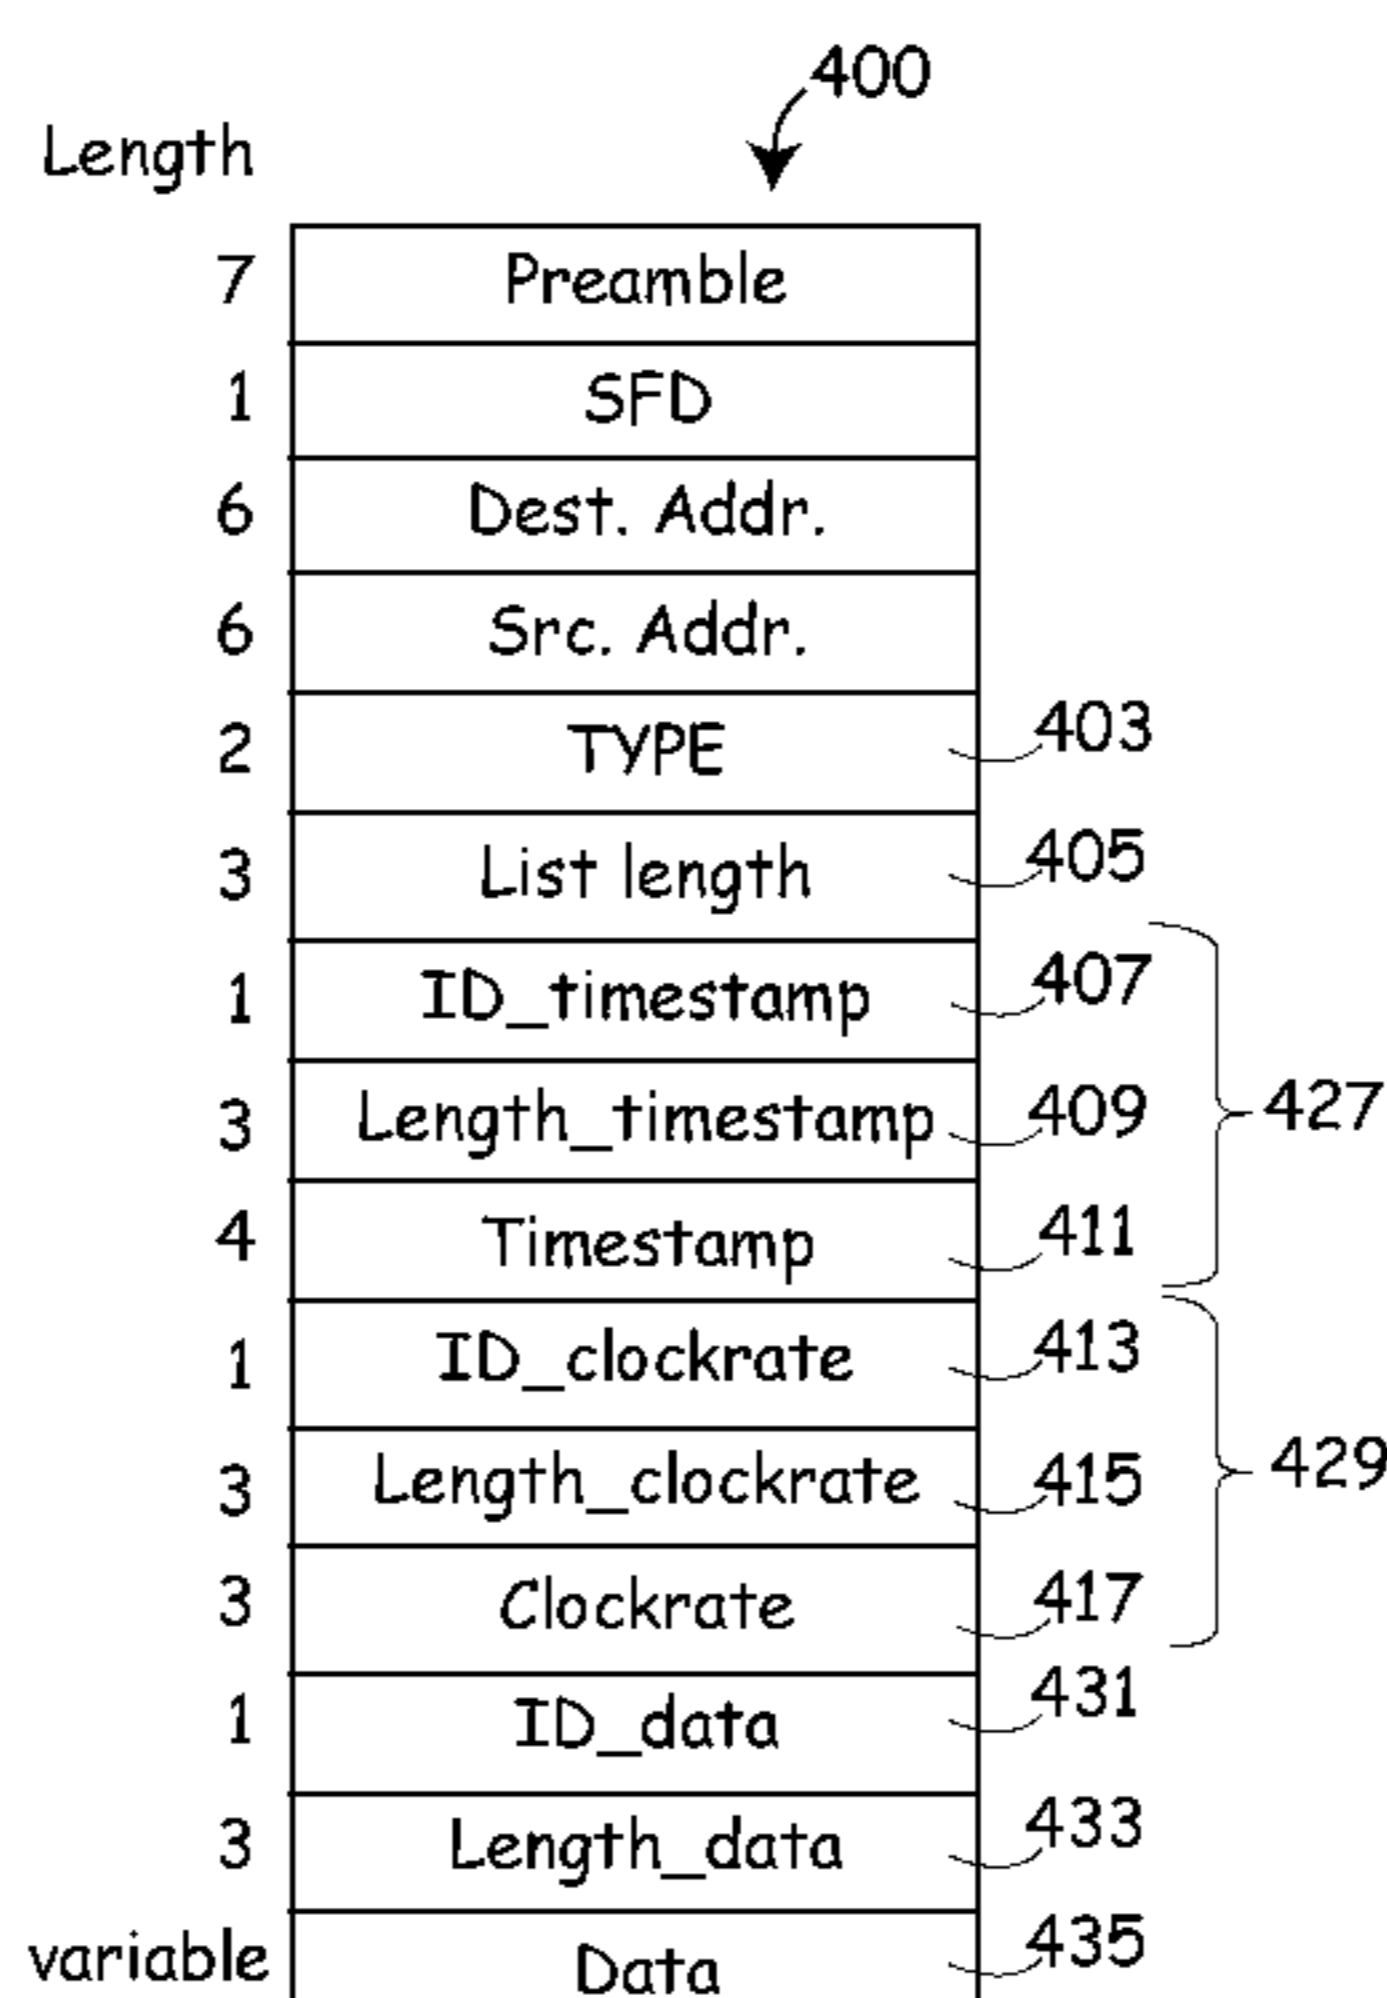 400
Length
7 Preamble
1 SFD
6 Dest. Addr.
6 Src. Addr.
2 TYPE 403
3 List length 405
1 ID_timestamp 407
3 Length_timestamp 409 427
4 Timestamp 411
1 ID_clockrate 413
3 Length_clockrate 415 429
3 Clockrate 417
1 ID_data 431
3 Length_data 433
variable Data 435